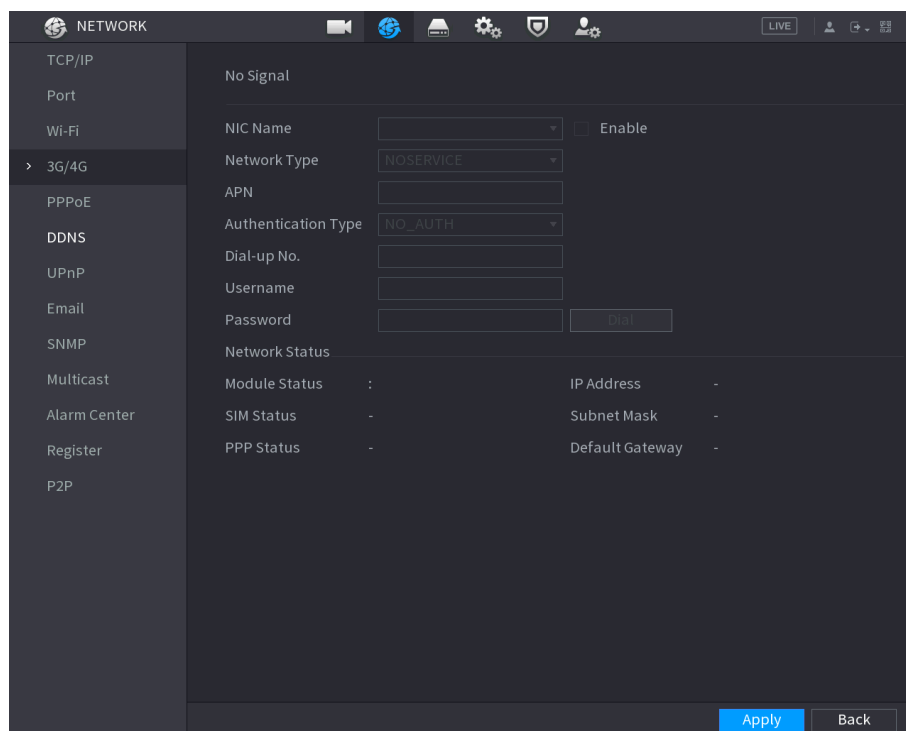 NETWORK
LIVE
TCP/IP
Port
Wi-Fi
3G/4G
PPPoE
DDNS
UPnP
Email
SNMP
Multicast
Alarm Center
Register
P2P
No Signal
NIC Name Enable
Network Type NOSERVICE
APN
Authentication Type NO_AUTH
Dial-up No.
Username
Password Dial
Network Status
Module Status : IP Address -
SIM Status - Subnet Mask -
PPP Status - Default Gateway -
Apply Back